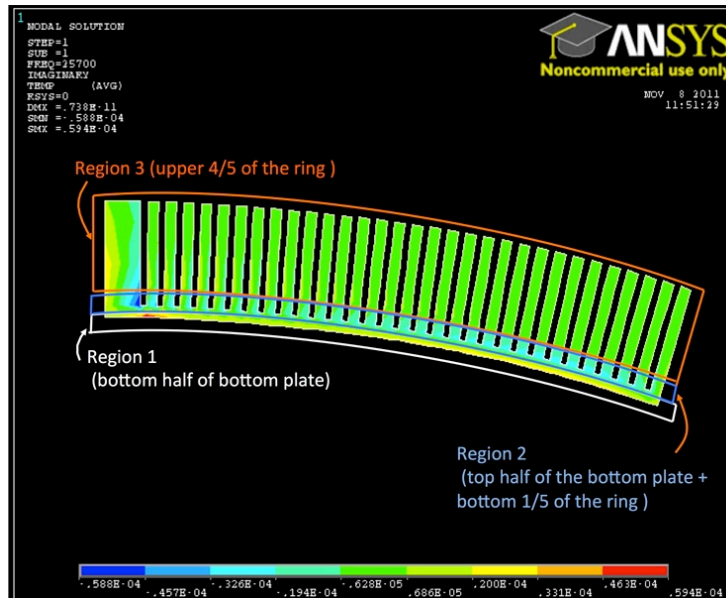 1
NODAL SOLUTION
STEP=1
SUB =1
FREQ=25700
IMAGINARY
TEMP (AVG)
RSYS=0
DMX =.738E-11
SMN =-.588E-04
SMX =.594E-04
ANSYS
Noncommercial use only
NOV 8 2011
11:51:29
Region 3 (upper 4/5 of the ring )
Region 1
(bottom half of bottom plate)
Region 2
(top half of the bottom plate +
bottom 1/5 of the ring )
-.588E-04 -.326E-04 -.628E-05 .200E-04 .463E-04
-.457E-04 -.194E-04 .686E-05 .331E-04 .594E-04